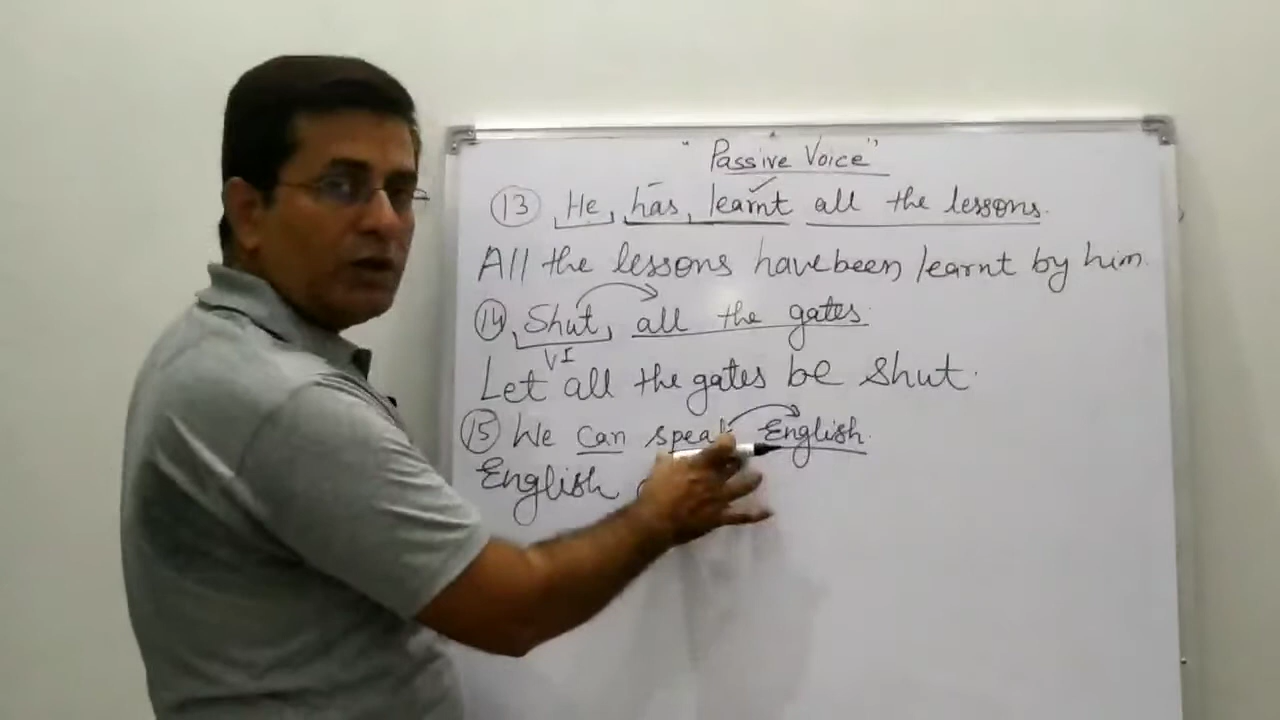 "Passive Voice"
13 He has learnt all the lessons.
All the lessons have been learnt by him.
14 Shut all the gates.
V I
Let all the gates be shut.
15 We can speak English.
English